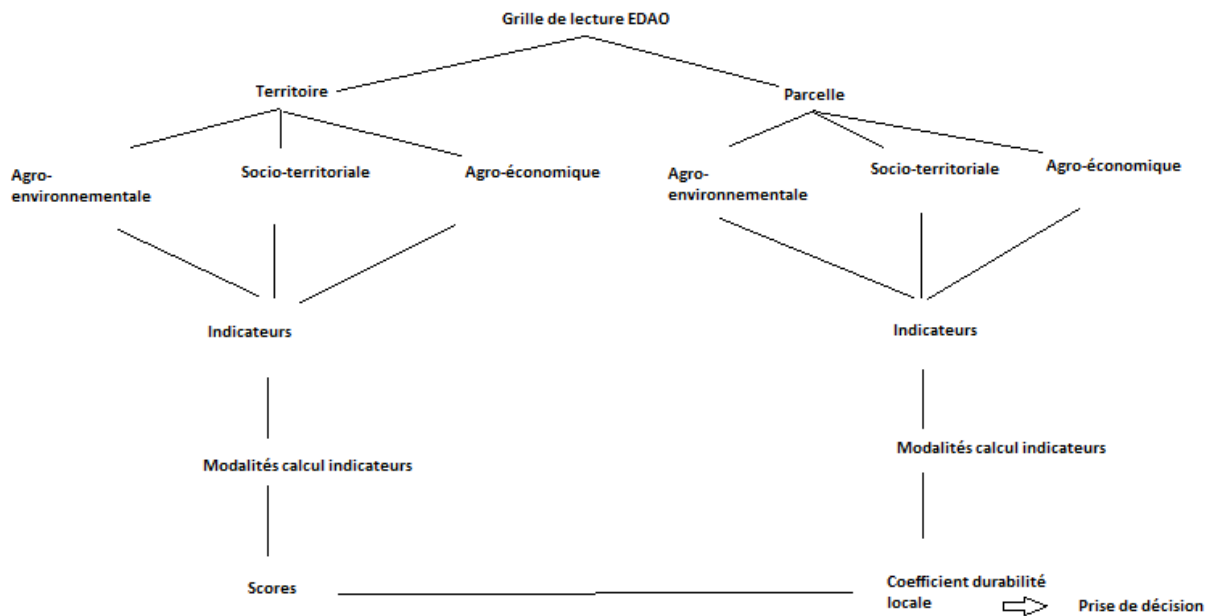 Grille de lecture EDAO
Territoire
Parcelle
Agro-
environnementale
Socio-territoriale
Agro-économique
Agro-
environnementale
Socio-territoriale
Agro-économique
Indicateurs
Indicateurs
Modalités calcul indicateurs
Modalités calcul indicateurs
Scores
Coefficient durabilité
locale
Prise de décision